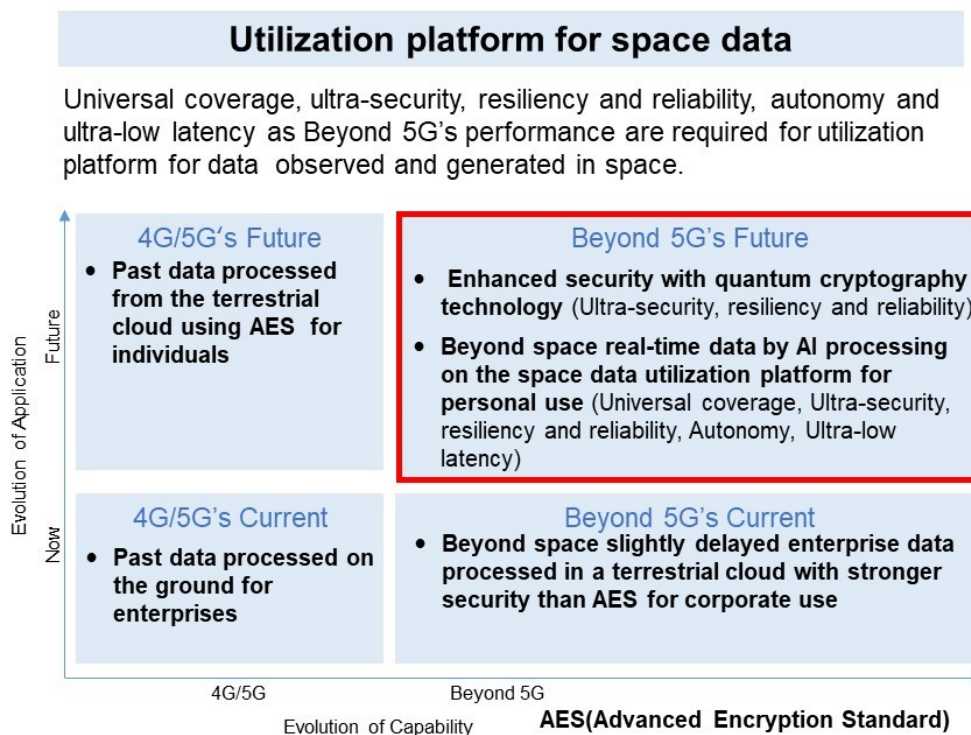 Utilization platform for space data
Universal coverage, ultra-security, resiliency and reliability, autonomy and
ultra-low latency as Beyond 5G's performance are required for utilization
platform for data observed and generated in space.
4G/5G‘s Future
• Past data processed
from the terrestrial
cloud using AES for
individuals
Beyond 5G's Future
• Enhanced security with quantum cryptography
technology (Ultra-security, resiliency and reliability)
• Beyond space real-time data by AI processing
on the space data utilization platform for
personal use (Universal coverage, Ultra-security,
resiliency and reliability, Autonomy, Ultra-low
latency)
4G/5G's Current
• Past data processed on
the ground for
enterprises
Beyond 5G's Current
• Beyond space slightly delayed enterprise data
processed in a terrestrial cloud with stronger
security than AES for corporate use
Evolution of Application
Future
Now
4G/5G
Beyond 5G
Evolution of Capability
AES(Advanced Encryption Standard)